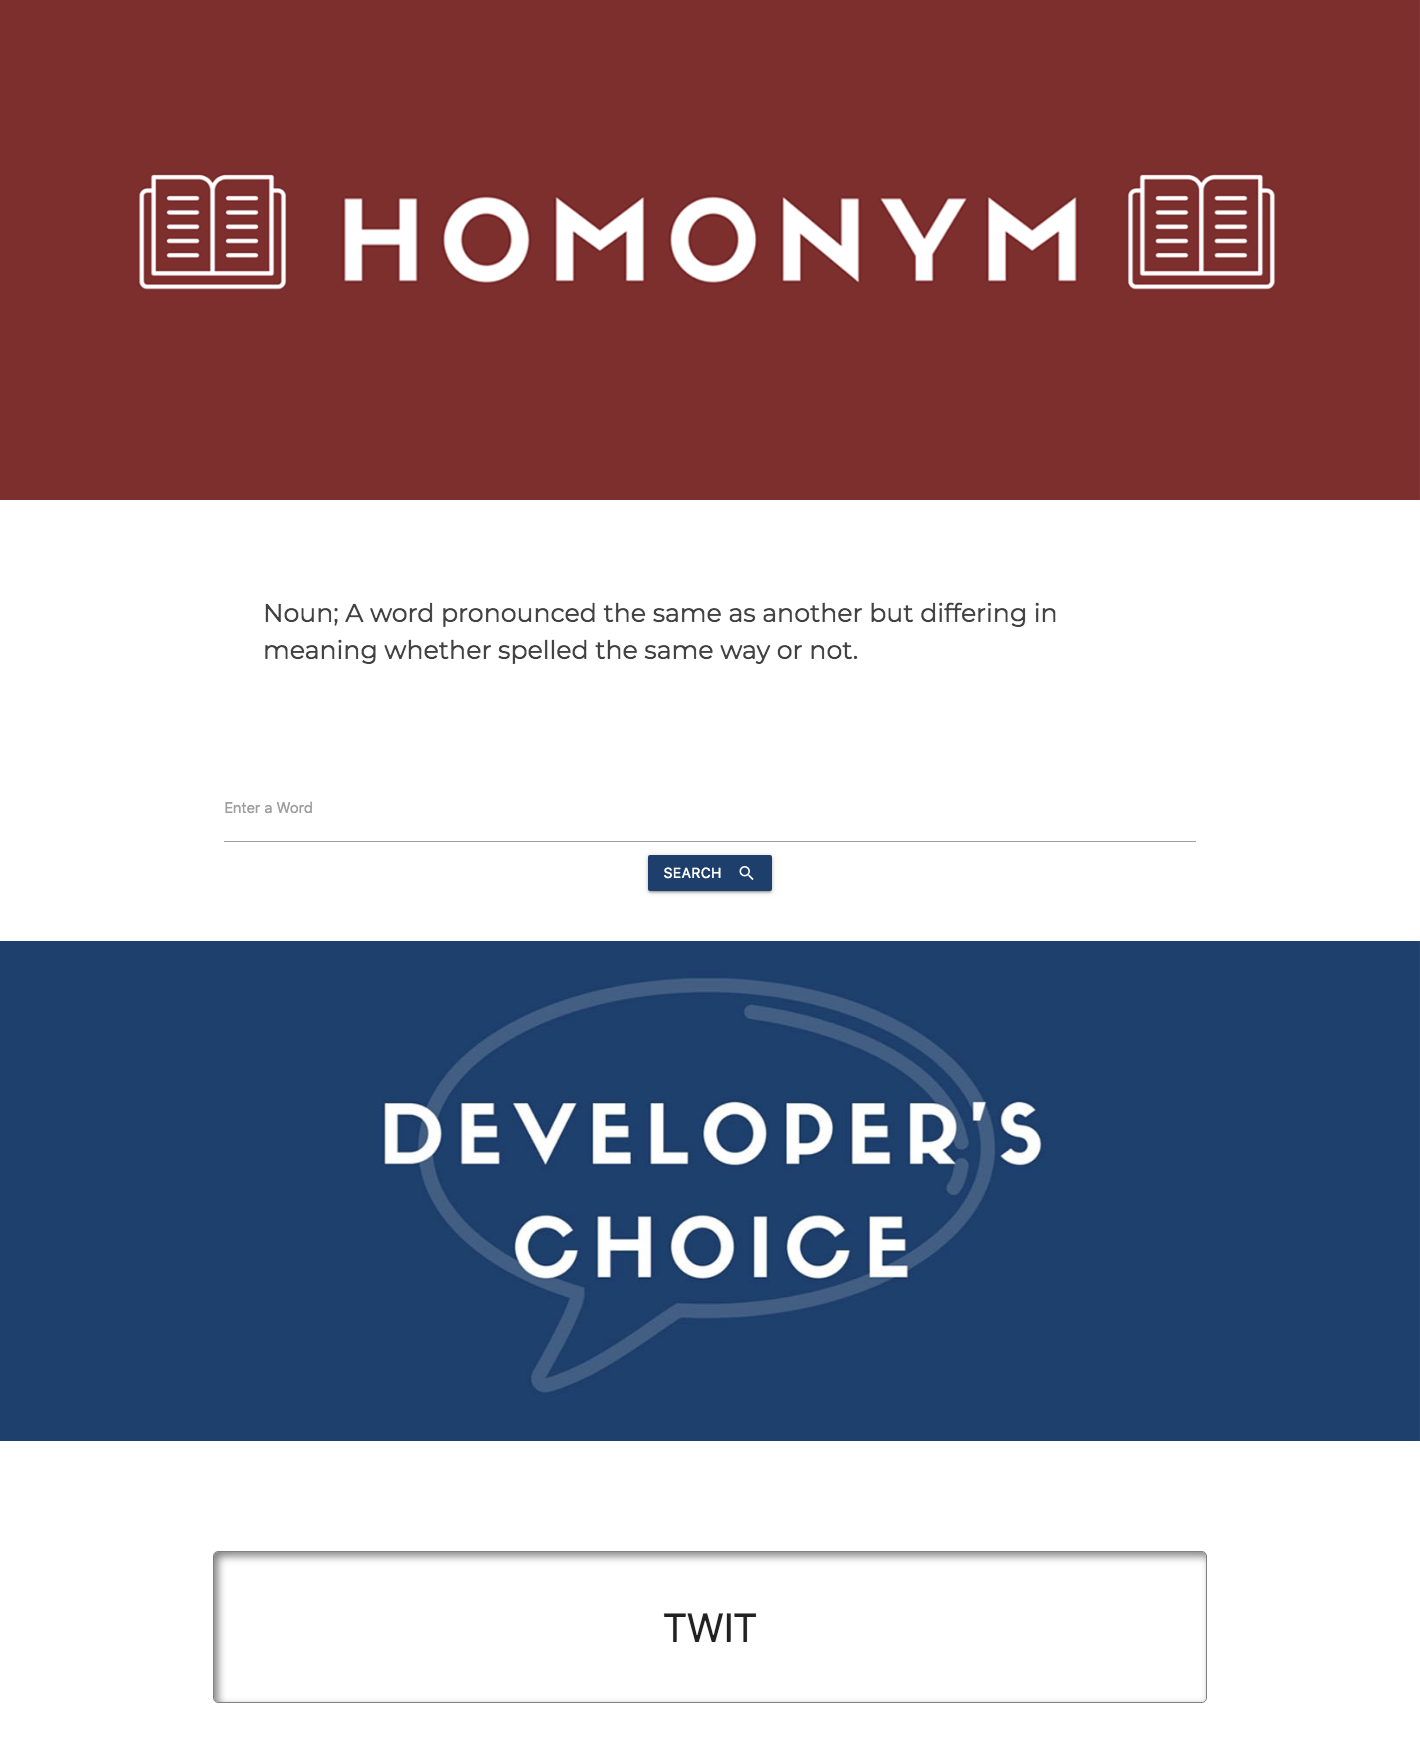 HOMONYM
Noun; A word pronounced the same as another but differing in
meaning whether spelled the same way or not.
Enter a Word
SEARCH
DEVELOPER'S
CHOICE
TWIT